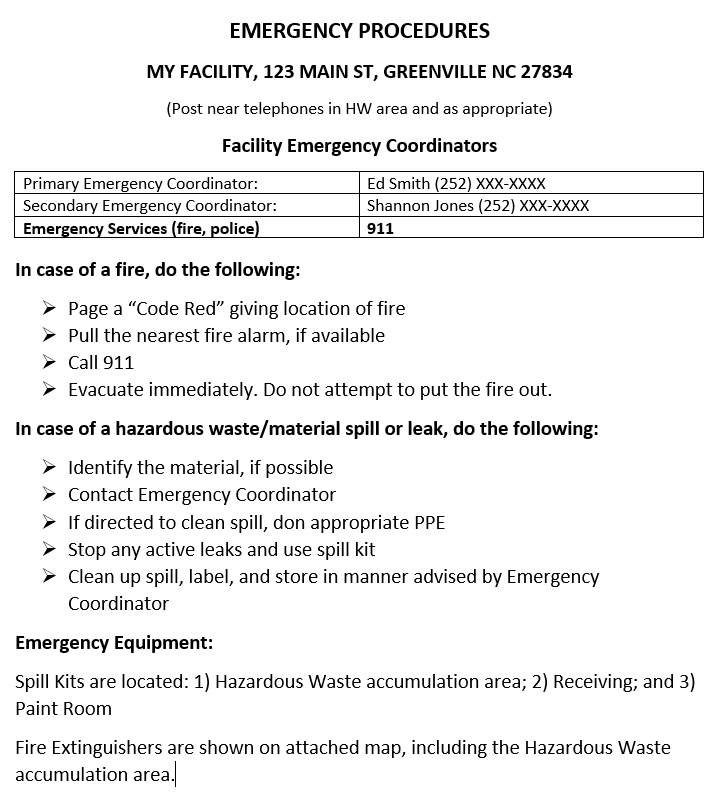 EMERGENCY PROCEDURES
MY FACILITY, 123 MAIN ST, GREENVILLE NC 27834
(Post near telephones in HW area and as appropriate)
Facility Emergency Coordinators
Primary Emergency Coordinator: Ed Smith (252) XXX-XXXX
Secondary Emergency Coordinator: Shannon Jones (252) XXX-XXXX
Emergency Services (fire, police) 911
In case of a fire, do the following:
➢ Page a “Code Red” giving location of fire
➢ Pull the nearest fire alarm, if available
➢ Call 911
➢ Evacuate immediately. Do not attempt to put the fire out.
In case of a hazardous waste/material spill or leak, do the following:
➢ Identify the material, if possible
➢ Contact Emergency Coordinator
➢ If directed to clean spill, don appropriate PPE
➢ Stop any active leaks and use spill kit
➢ Clean up spill, label, and store in manner advised by Emergency
Coordinator
Emergency Equipment:
Spill Kits are located: 1) Hazardous Waste accumulation area; 2) Receiving; and 3)
Paint Room
Fire Extinguishers are shown on attached map, including the Hazardous Waste
accumulation area.